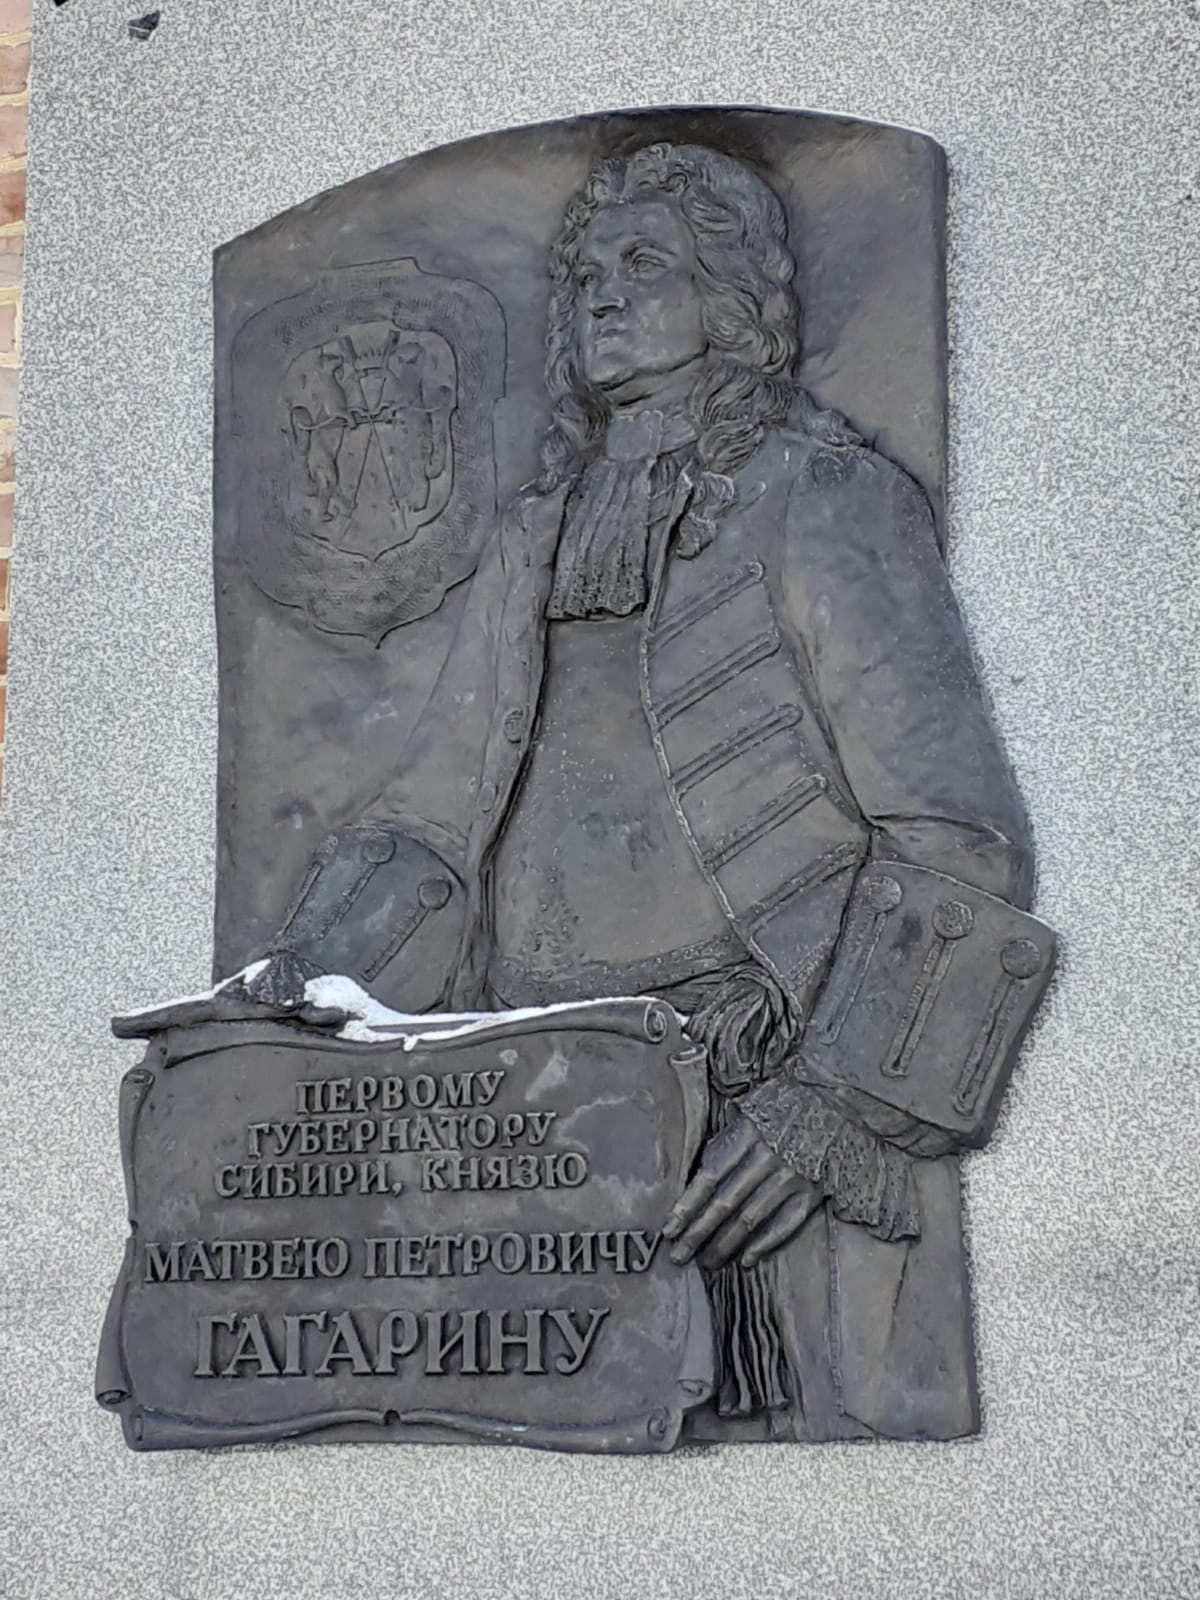 ПЕРВОМУ
ГУБЕРНАТОРУ
СИБИРИ, КНЯЗЮ
МАТВЕЮ ПЕТРОВИЧУ
ГАГАРИНУ